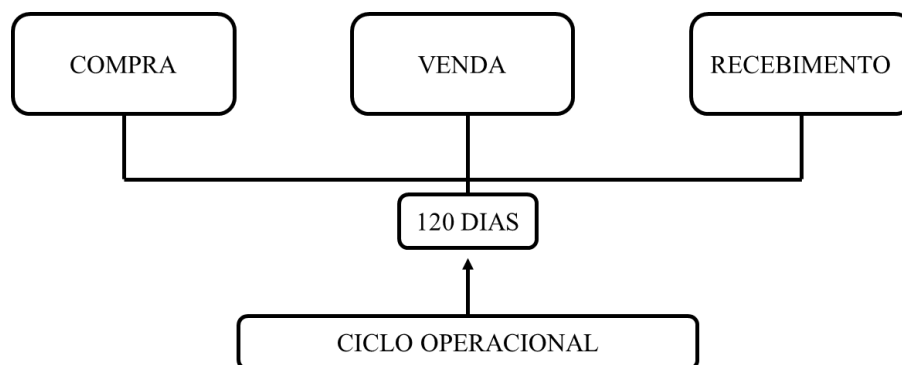 COMPRA
VENDA
RECEBIMENTO
120 DIAS
CICLO OPERACIONAL